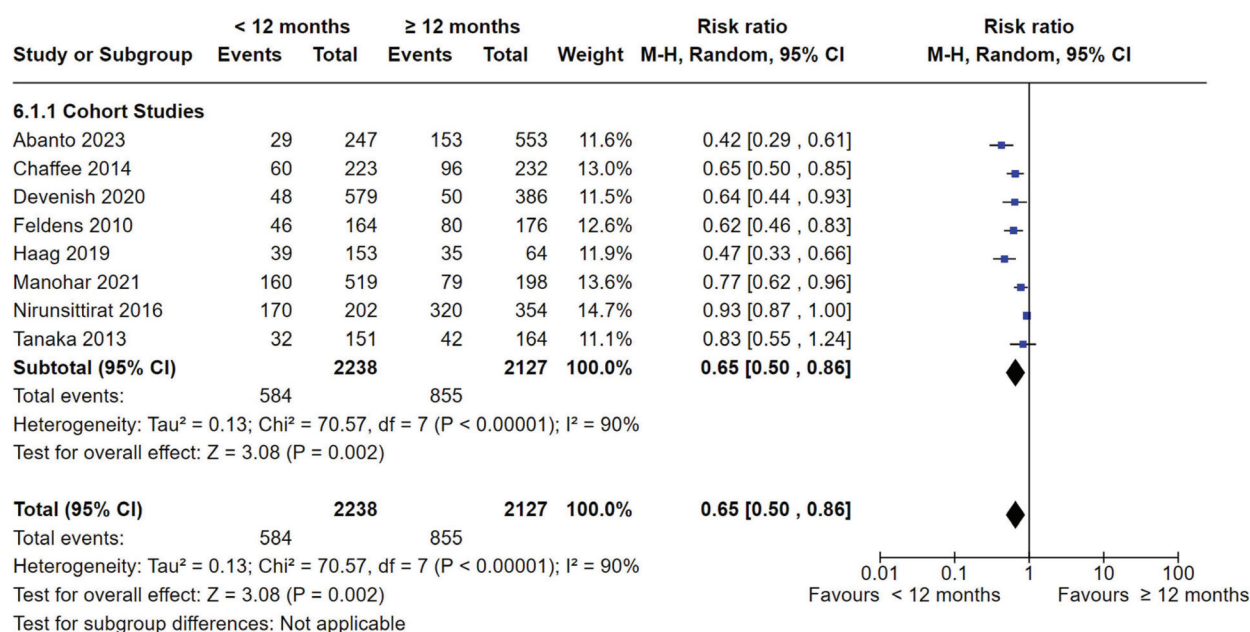 < 12 months ≥ 12 months Risk ratio Risk ratio
Study or Subgroup Events Total Events Total Weight M-H, Random, 95% CI M-H, Random, 95% CI
6.1.1 Cohort Studies
Abanto 2023 29 247 153 553 11.6% 0.42 [0.29 , 0.61]
Chaffee 2014 60 223 96 232 13.0% 0.65 [0.50 , 0.85]
Devenish 2020 48 579 50 386 11.5% 0.64 [0.44 , 0.93]
Feldens 2010 46 164 80 176 12.6% 0.62 [0.46 , 0.83]
Haag 2019 39 153 35 64 11.9% 0.47 [0.33 , 0.66]
Manohar 2021 160 519 79 198 13.6% 0.77 [0.62 , 0.96]
Nirunsittirat 2016 170 202 320 354 14.7% 0.93 [0.87 , 1.00]
Tanaka 2013 32 151 42 164 11.1% 0.83 [0.55 , 1.24]
Subtotal (95% CI) 2238 2127 100.0% 0.65 [0.50 , 0.86]
Total events: 584 855
Heterogeneity: Tau² = 0.13; Chi² = 70.57, df = 7 (P < 0.00001); I² = 90%
Test for overall effect: Z = 3.08 (P = 0.002)
Total (95% CI) 2238 2127 100.0% 0.65 [0.50 , 0.86]
Total events: 584 855
Heterogeneity: Tau² = 0.13; Chi² = 70.57, df = 7 (P < 0.00001); I² = 90%
0.01 0.1 1 10 100
Test for overall effect: Z = 3.08 (P = 0.002) Favours < 12 months Favours ≥ 12 months
Test for subgroup differences: Not applicable